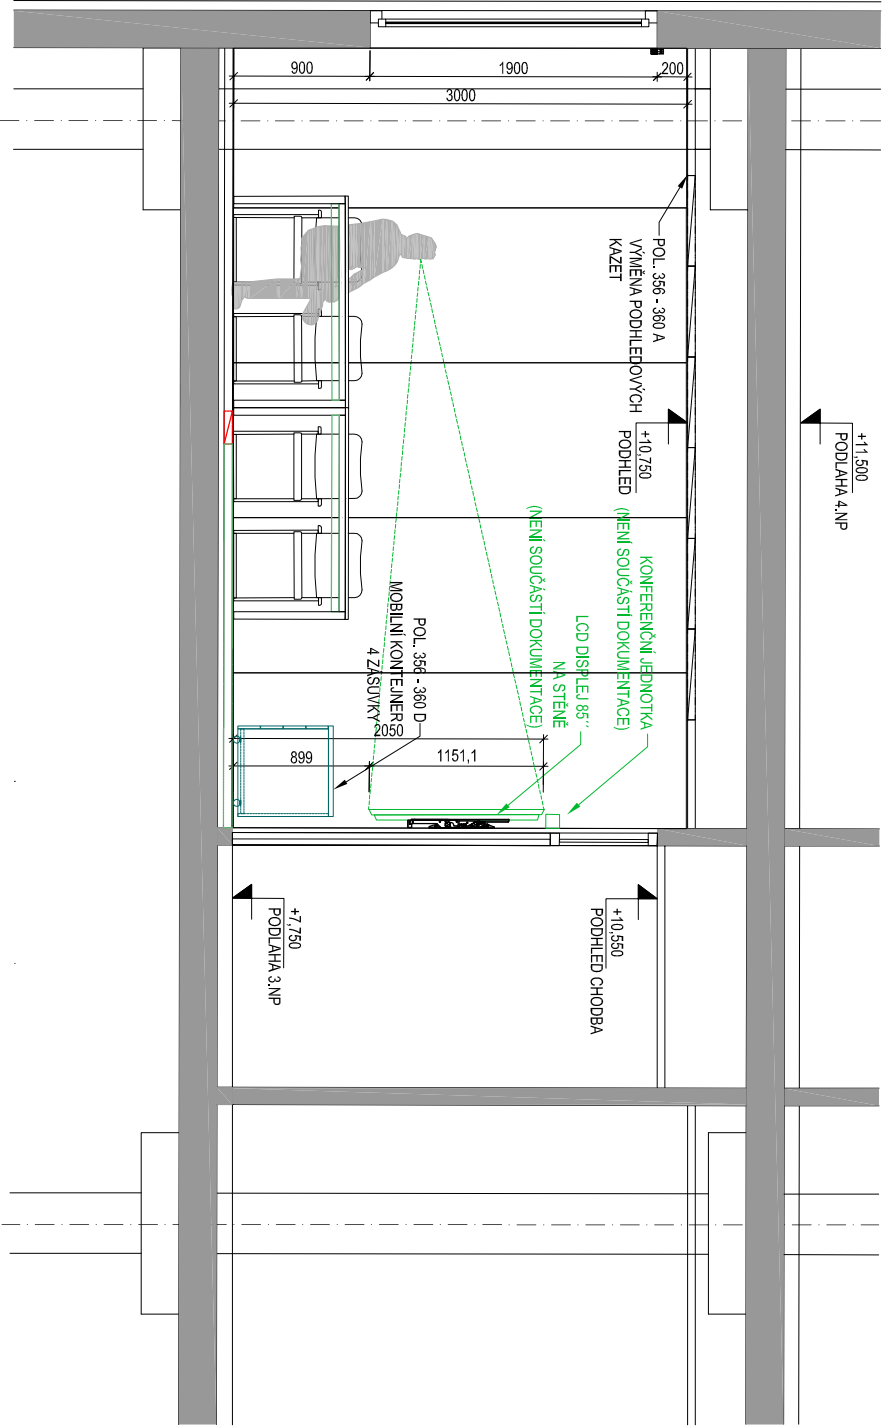 900
1900
200
3000
POL. 356 - 360 A
VÝMĚNA PODHLEDOVÝCH
KAZET
+11,500
PODLAHA 4.NP
+10,750
PODHLED
KONFERENČNÍ JEDNOTKA
(NENÍ SOUČÁSTÍ DOKUMENTACE)
LCD DISPLEJ 85´´
NA STĚNĚ
(NENÍ SOUČÁSTÍ DOKUMENTACE)
POL. 356 - 360 D
MOBILNÍ KONTEJNER
4 ZÁSUVKY
2050
899
1151,1
+10,550
PODHLED CHODBA
+7,750
PODLAHA 3.NP